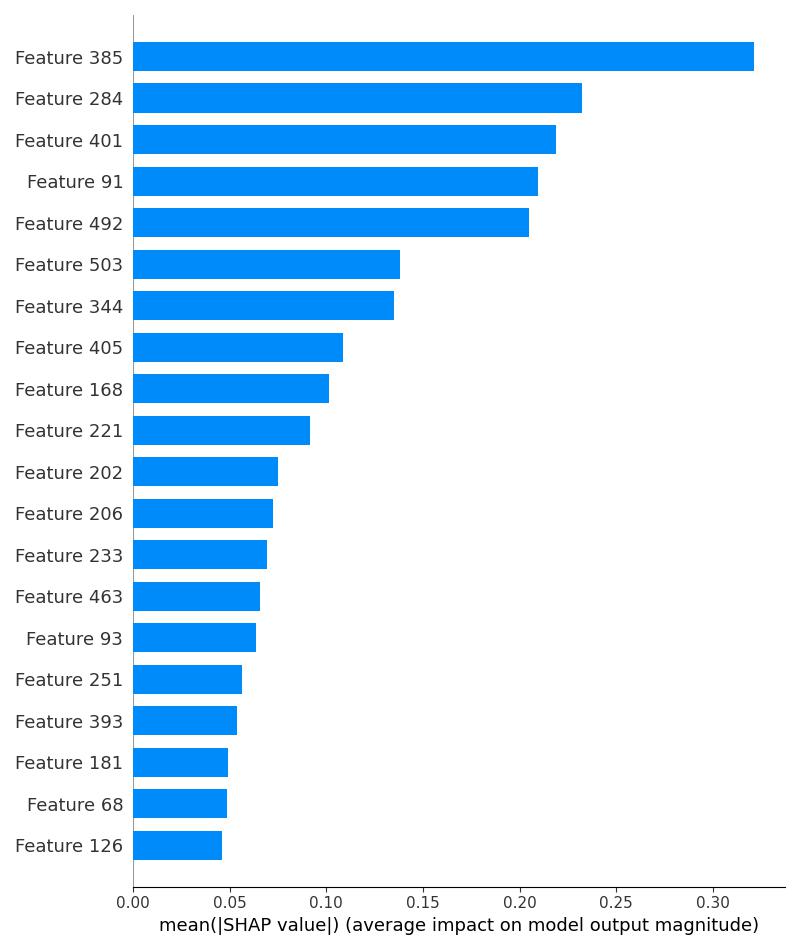 Feature 385
Feature 284
Feature 401
Feature 91
Feature 492
Feature 503
Feature 344
Feature 405
Feature 168
Feature 221
Feature 202
Feature 206
Feature 233
Feature 463
Feature 93
Feature 251
Feature 393
Feature 181
Feature 68
Feature 126
0.00 0.05 0.10 0.15 0.20 0.25 0.30
mean(|SHAP value|) (average impact on model output magnitude)